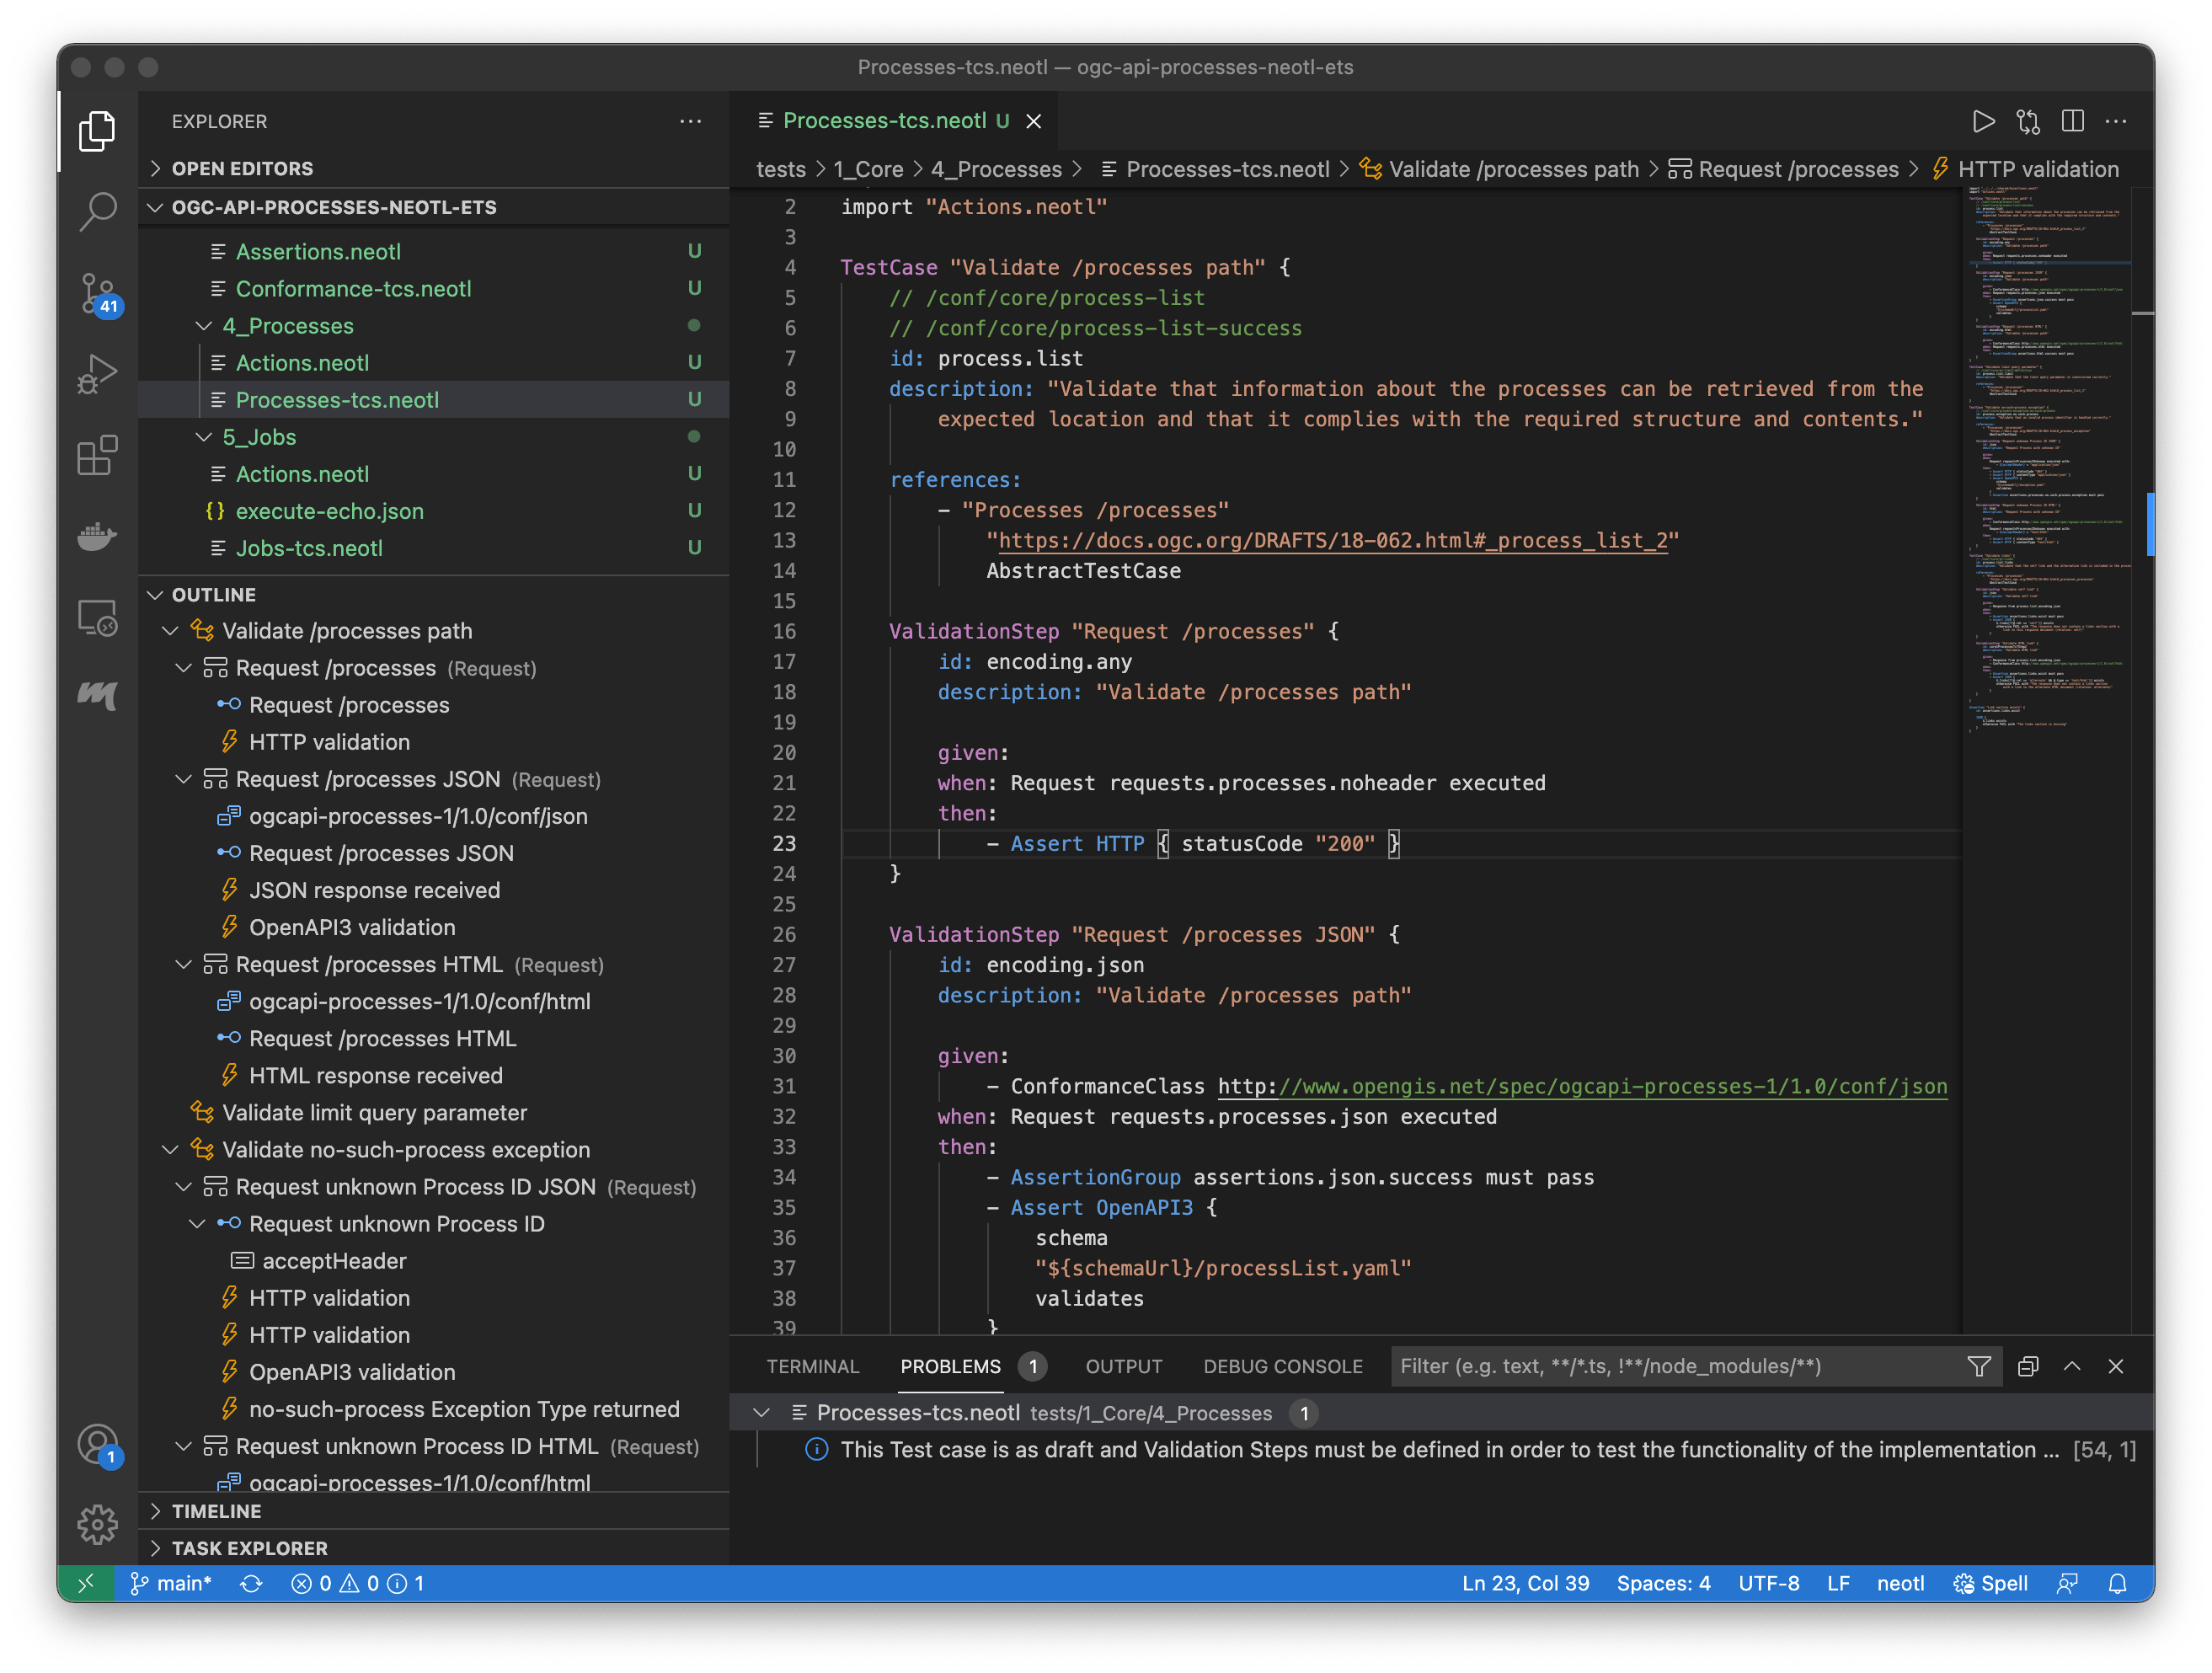 Processes-tcs.neotl — ogc-api-processes-neotl-ets
EXPLORER
OPEN EDITORS
OGC-API-PROCESSES-NEOTL-ETS
Assertions.neotl U
Conformance-tcs.neotl U
4_Processes
Actions.neotl U
Processes-tcs.neotl U
5_Jobs
Actions.neotl U
{} execute-echo.json U
Jobs-tcs.neotl U
OUTLINE
Validate /processes path
Request /processes (Request)
Request /processes
HTTP validation
Request /processes JSON (Request)
ogcapi-processes-1/1.0/conf/json
Request /processes JSON
JSON response received
OpenAPI3 validation
Request /processes HTML (Request)
ogcapi-processes-1/1.0/conf/html
Request /processes HTML
HTML response received
Validate limit query parameter
Validate no-such-process exception
Request unknown Process ID JSON (Request)
Request unknown Process ID
acceptHeader
HTTP validation
HTTP validation
OpenAPI3 validation
no-such-process Exception Type returned
Request unknown Process ID HTML (Request)
ogcapi-processes-1/1.0/conf/html
TIMELINE
TASK EXPLORER
41
1
Processes-tcs.neotl U
tests > 1_Core > 4_Processes > Processes-tcs.neotl > Validate /processes path > Request /processes > HTTP validation
2 import "Actions.neotl"
3
4 TestCase "Validate /processes path" {
5 // /conf/core/process-list
6 // /conf/core/process-list-success
7 id: process.list
8 description: "Validate that information about the processes can be retrieved from the
9 expected location and that it complies with the required structure and contents."
10
11 references:
12 - "Processes /processes"
13 "https://docs.ogc.org/DRAFTS/18-062.html#_process_list_2"
14 AbstractTestCase
15
16 ValidationStep "Request /processes" {
17 id: encoding.any
18 description: "Validate /processes path"
19
20 given:
21 when: Request requests.processes.noheader executed
22 then:
23 - Assert HTTP { statusCode "200" }
24 }
25
26 ValidationStep "Request /processes JSON" {
27 id: encoding.json
28 description: "Validate /processes path"
29
30 given:
31 - ConformanceClass http://www.opengis.net/spec/ogcapi-processes-1/1.0/conf/json
32 when: Request requests.processes.json executed
33 then:
34 - AssertionGroup assertions.json.success must pass
35 - Assert OpenAPI3 {
36 schema
37 "${schemaUrl}/processList.yaml"
38 validates
39 }
TERMINAL PROBLEMS 1 OUTPUT DEBUG CONSOLE Filter (e.g. text, **/*.ts, !**/node_modules/**)
Processes-tcs.neotl tests/1_Core/4_Processes 1
This Test case is as draft and Validation Steps must be defined in order to test the functionality of the implementation ... [54, 1]
main* 0 0 1 Ln 23, Col 39 Spaces: 4 UTF-8 LF neotl Spell